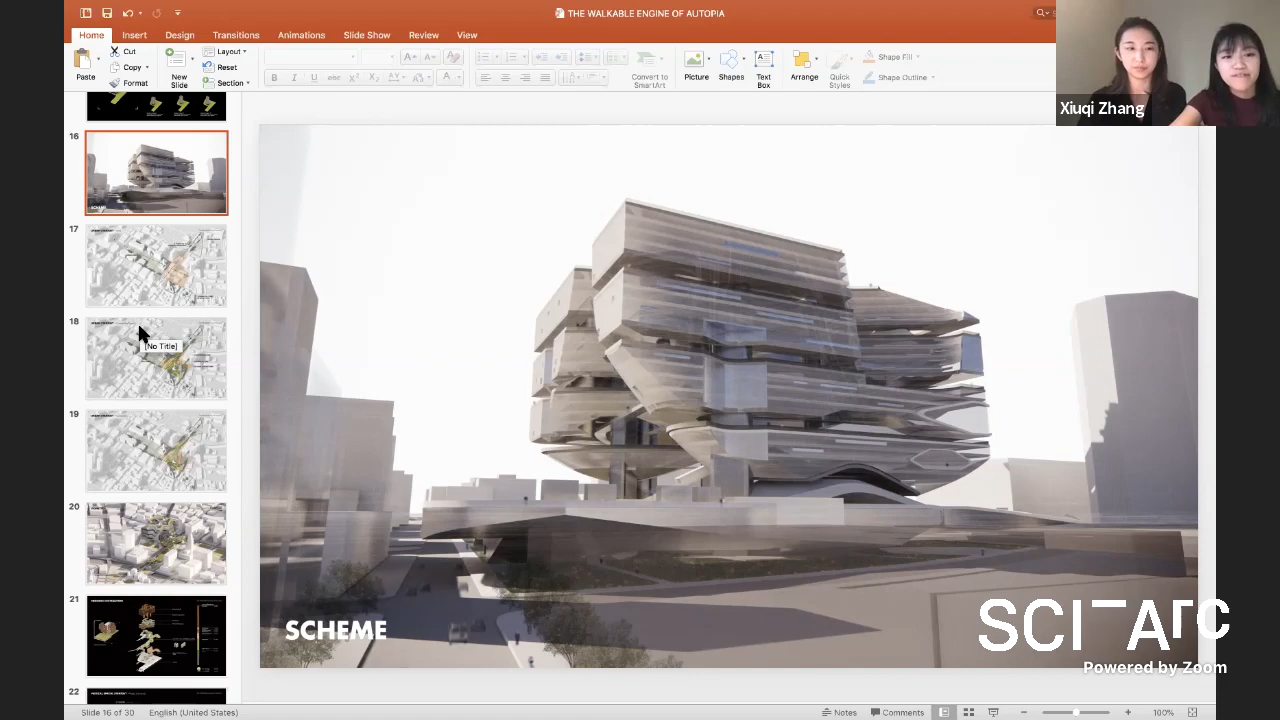 THE WALKABLE ENGINE OF AUTOPIA
Home Insert Design Transitions Animations Slide Show Review View
Paste
Cut
Copy
Format
New
Slide
Layout
Reset
Section
B I U abc
Convert to
SmartArt
Picture
Shapes
Text
Box
Arrange
Quick
Styles
Shape Fill
Shape Outline
Xiuqi Zhang
16
SCHEME
17
18
[No Title]
19
20
21
22
SCHEME
SCI ARC
Powered by Zoom
Slide 16 of 30 English (United States)
Notes Comments 100%